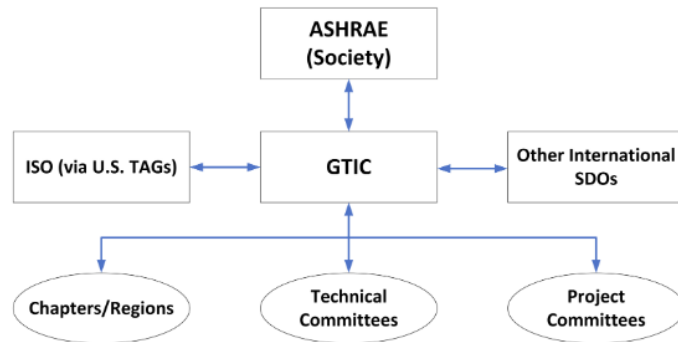 ASHRAE
(Society)
ISO (via U.S. TAGs)
GTIC
Other International
SDOs
Chapters/Regions
Technical
Committees
Project
Committees